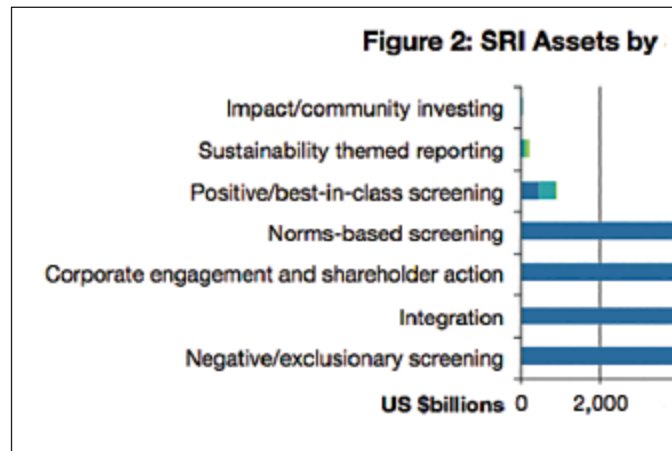 Figure 2: SRI Assets by
Impact/community investing
Sustainability themed reporting
Positive/best-in-class screening
Norms-based screening
Corporate engagement and shareholder action
Integration
Negative/exclusionary screening
US $billions 0 2,000